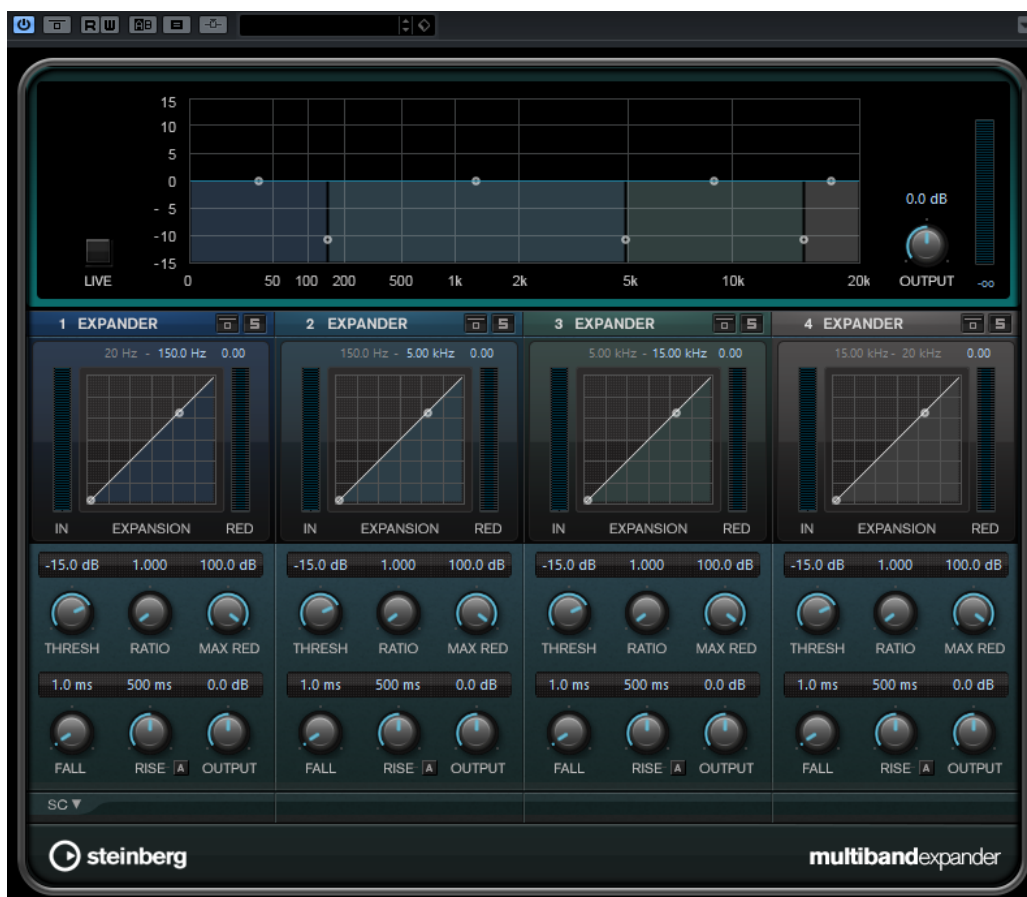 R W AB
15
10
5
0
- 5
- 10
- 15
0.0 dB
LIVE
0 50 100 200 500 1k 2k 5k 10k 20k OUTPUT -oo
1 EXPANDER S 2 EXPANDER S 3 EXPANDER S 4 EXPANDER S
20 Hz - 150.0 Hz 0.00 150.0 Hz - 5.00 kHz 0.00 5.00 kHz - 15.00 kHz 0.00 15.00 kHz - 20 kHz 0.00
IN EXPANSION RED IN EXPANSION RED IN EXPANSION RED IN EXPANSION RED
-15.0 dB 1.000 100.0 dB -15.0 dB 1.000 100.0 dB -15.0 dB 1.000 100.0 dB -15.0 dB 1.000 100.0 dB
THRESH RATIO MAX RED THRESH RATIO MAX RED THRESH RATIO MAX RED THRESH RATIO MAX RED
1.0 ms 500 ms 0.0 dB 1.0 ms 500 ms 0.0 dB 1.0 ms 500 ms 0.0 dB 1.0 ms 500 ms 0.0 dB
FALL RISE A OUTPUT FALL RISE A OUTPUT FALL RISE A OUTPUT FALL RISE A OUTPUT
SC ▼
steinberg multibandexpander